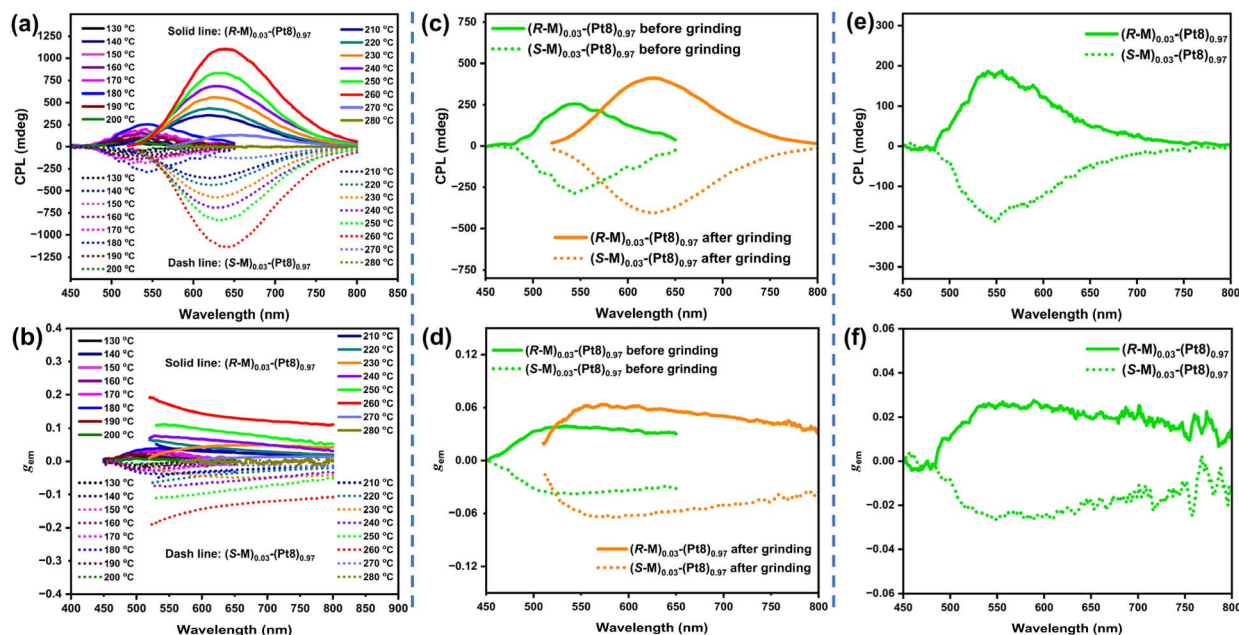 (a)
130 °C
140 °C
150 °C
160 °C
170 °C
180 °C
190 °C
200 °C
Solid line: (R-M)0.03-(Pt8)0.97
210 °C
220 °C
230 °C
240 °C
250 °C
260 °C
270 °C
280 °C
1250
1000
750
500
250
0
-250
-500
-750
-1000
-1250
CPL (mdeg)
130 °C
140 °C
150 °C
160 °C
170 °C
180 °C
190 °C
200 °C
Dash line: (S-M)0.03-(Pt8)0.97
210 °C
220 °C
230 °C
240 °C
250 °C
260 °C
270 °C
280 °C
450 500 550 600 650 700 750 800 850
Wavelength (nm)
(b)
130 °C
140 °C
150 °C
160 °C
170 °C
180 °C
190 °C
200 °C
Solid line: (R-M)0.03-(Pt8)0.97
210 °C
220 °C
230 °C
240 °C
250 °C
260 °C
270 °C
280 °C
0.4
0.3
0.2
0.1
0.0
-0.1
-0.2
-0.3
-0.4
gem
130 °C
140 °C
150 °C
160 °C
170 °C
180 °C
190 °C
200 °C
Dash line: (S-M)0.03-(Pt8)0.97
210 °C
220 °C
230 °C
240 °C
250 °C
260 °C
270 °C
280 °C
400 450 500 550 600 650 700 750 800 850 900
Wavelength (nm)
(c)
(R-M)0.03-(Pt8)0.97 before grinding
(S-M)0.03-(Pt8)0.97 before grinding
750
500
250
0
-250
-500
-750
CPL (mdeg)
(R-M)0.03-(Pt8)0.97 after grinding
(S-M)0.03-(Pt8)0.97 after grinding
450 500 550 600 650 700 750 800
Wavelength (nm)
(d)
(R-M)0.03-(Pt8)0.97 before grinding
(S-M)0.03-(Pt8)0.97 before grinding
0.12
0.06
0.00
-0.06
-0.12
gem
(R-M)0.03-(Pt8)0.97 after grinding
(S-M)0.03-(Pt8)0.97 after grinding
450 500 550 600 650 700 750 800
Wavelength (nm)
(e)
(R-M)0.03-(Pt8)0.97
(S-M)0.03-(Pt8)0.97
300
200
100
0
-100
-200
-300
CPL (mdeg)
450 500 550 600 650 700 750 800
Wavelength (nm)
(f)
(R-M)0.03-(Pt8)0.97
(S-M)0.03-(Pt8)0.97
0.06
0.04
0.02
0.00
-0.02
-0.04
-0.06
gem
450 500 550 600 650 700 750 800
Wavelength (nm)